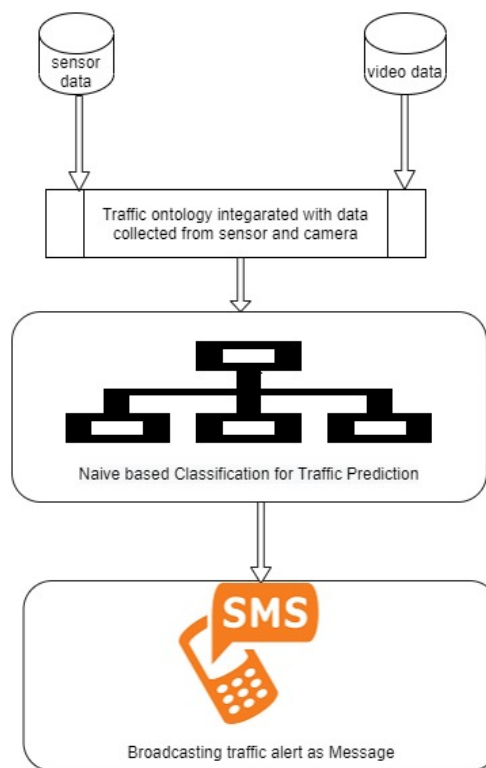 sensor
data
video data
Traffic ontology integarated with data
collected from sensor and camera
Naive based Classification for Traffic Prediction
SMS
Broadcasting traffic alert as Message